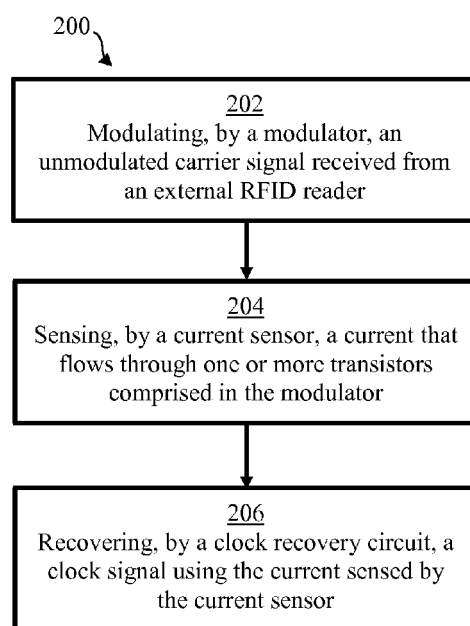 200
202
Modulating, by a modulator, an
unmodulated carrier signal received from
an external RFID reader
204
Sensing, by a current sensor, a current that
flows through one or more transistors
comprised in the modulator
206
Recovering, by a clock recovery circuit, a
clock signal using the current sensed by
the current sensor